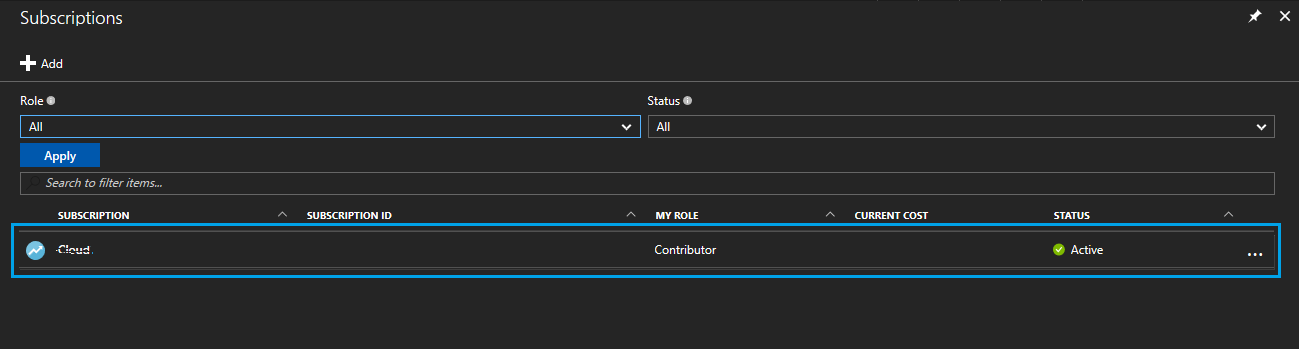 Subscriptions
Add
Role Status
All All
Apply
Search to filter items...
SUBSCRIPTION SUBSCRIPTION ID MY ROLE CURRENT COST STATUS
Cloud Contributor Active ...